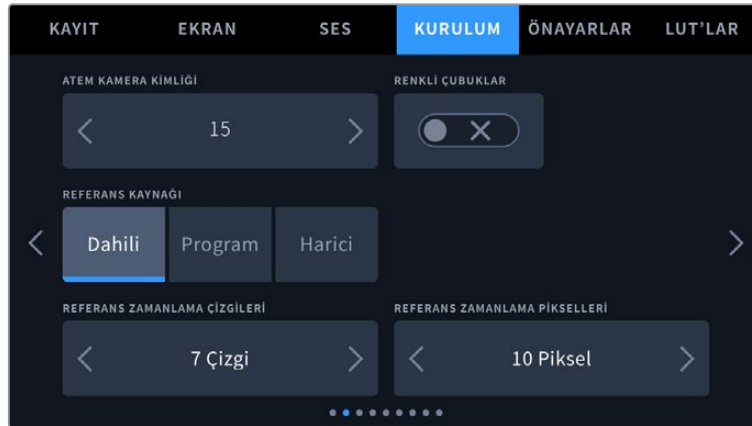 KAYIT EKRAN SES KURULUM ÖNAYARLAR LUT’LAR
ATEM KAMERA KİMLİĞİ RENKLİ ÇUBUKLAR
15
REFERANS KAYNAĞI
Dahili Program Harici
REFERANS ZAMANLAMA ÇİZGİLERİ REFERANS ZAMANLAMA PİKSELLERİ
7 Çizgi 10 Piksel